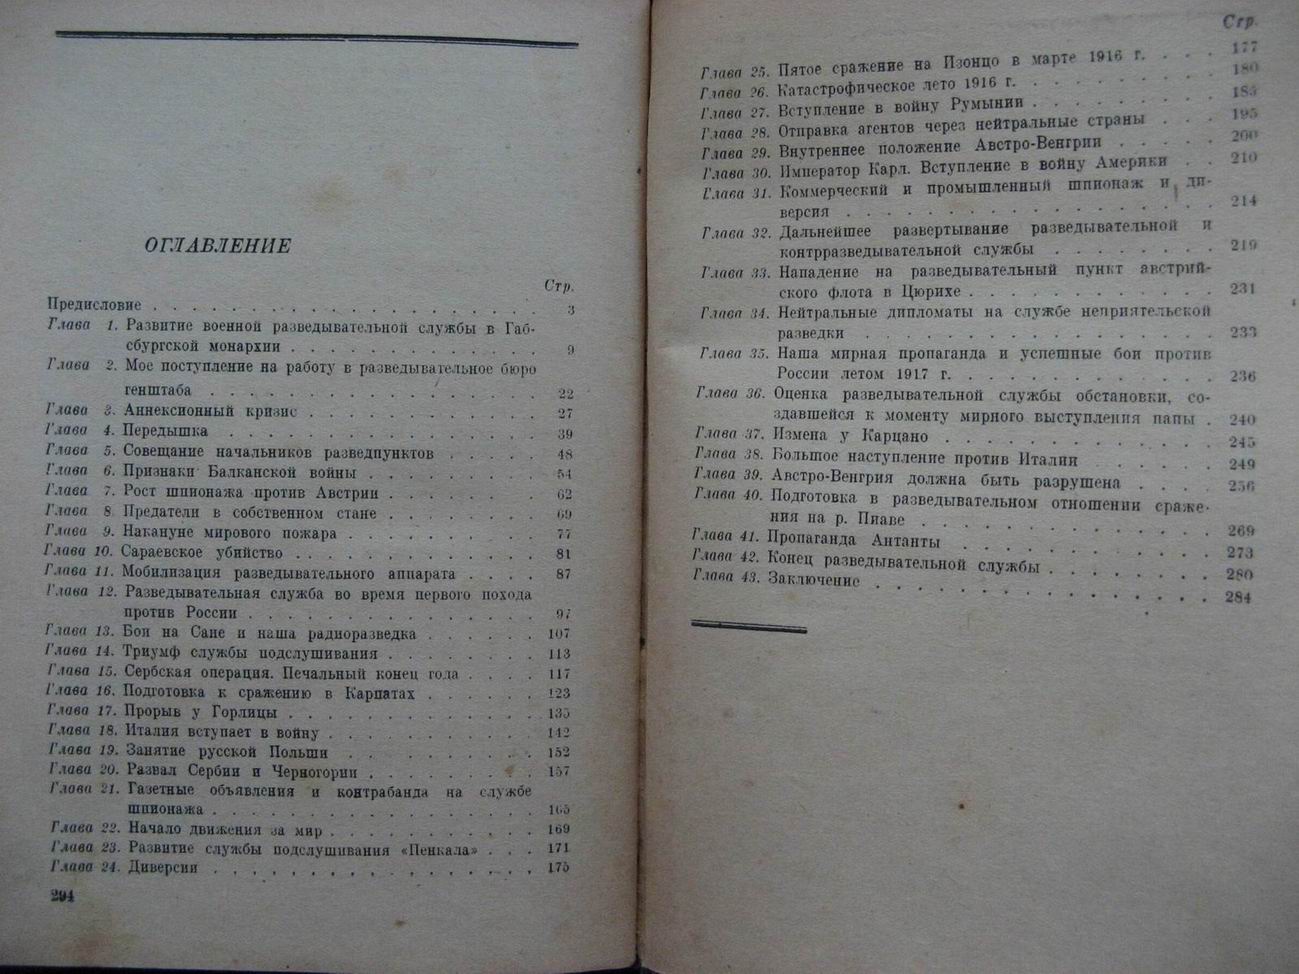 ОГЛАВЛЕНИЕ
Стр.
Предисловие . . . . . . . . . . . . . . . . . . . . 3
Глава 1. Развитие военной разведывательной службы в Габ-
сбургской монархии . . . . . . . . . . . . . . 9
Глава 2. Мое поступление на работу в разведывательное бюро
генштаба . . . . . . . . . . . . . . . . . . 22
Глава 3. Аннексионный кризис . . . . . . . . . . . . 27
Глава 4. Передышка . . . . . . . . . . . . . . . . 39
Глава 5. Совещание начальников разведпунктов . . . . . 48
Глава 6. Признаки Балканской войны . . . . . . . . . 54
Глава 7. Рост шпионажа против Австрии . . . . . . . . 62
Глава 8. Предатели в собственном стане . . . . . . . . 69
Глава 9. Накануне мирового пожара . . . . . . . . . . 77
Глава 10. Сараевское убийство . . . . . . . . . . . . . 81
Глава 11. Мобилизация разведывательного аппарата . . . . 87
Глава 12. Разведывательная служба во время первого похода
против России . . . . . . . . . . . . . . . . 97
Глава 13. Бои на Сане и наша радиоразведка . . . . . . 107
Глава 14. Триумф службы подслушивания . . . . . . . . 113
Глава 15. Сербская операция. Печальный конец года . . . . 117
Глава 16. Подготовка к сражению в Карпатах . . . . . . 123
Глава 17. Прорыв у Горлицы . . . . . . . . . . . . . 135
Глава 18. Италия вступает в войну . . . . . . . . . . . 142
Глава 19. Занятие русской Польши . . . . . . . . . . 152
Глава 20. Развал Сербии и Черногории . . . . . . . . . 157
Глава 21. Газетные объявления и контрабанда на службе
шпионажа . . . . . . . . . . . . . . . . . 165
Глава 22. Начало движения за мир . . . . . . . . . . . 169
Глава 23. Развитие службы подслушивания «Пенкала» . . . 171
Глава 24. Диверсии . . . . . . . . . . . . . . . . . 175
294
Стр.
Глава 25. Пятое сражение на Изонцо в марте 1916 г. . . . 177
Глава 26. Катастрофическое лето 1916 г. . . . . . . . . 180
Глава 27. Вступление в войну Румынии . . . . . . . . . 185
Глава 28. Отправка агентов через нейтральные страны . . . 195
Глава 29. Внутреннее положение Австро-Венгрии . . . . . 200
Глава 30. Император Карл. Вступление в войну Америки . . 210
Глава 31. Коммерческий и промышленный шпионаж и ди-
версия . . . . . . . . . . . . . . . . . . 214
Глава 32. Дальнейшее развертывание разведывательной и
контрразведывательной службы . . . . . . . . 219
Глава 33. Нападение на разведывательный пункт австрий-
ского флота в Цюрихе . . . . . . . . . . . . 231
Глава 34. Нейтральные дипломаты на службе неприятельской
разведки . . . . . . . . . . . . . . . . . . 233
Глава 35. Наша мирная пропаганда и успешные бои против
России летом 1917 г. . . . . . . . . . . . . 236
Глава 36. Оценка разведывательной службы обстановки, со-
здавшейся к моменту мирного выступления папы . 240
Глава 37. Измена у Карцано . . . . . . . . . . . . . . 245
Глава 38. Большое наступление против Италии . . . . . . 249
Глава 39. Австро-Венгрия должна быть разрушена . . . . 256
Глава 40. Подготовка в разведывательном отношении сраже-
ния на р. Пиаве . . . . . . . . . . . . . . . 269
Глава 41. Пропаганда Антанты . . . . . . . . . . . . . 273
Глава 42. Конец разведывательной службы . . . . . . . . 280
Глава 43. Заключение . . . . . . . . . . . . . . . . . 284